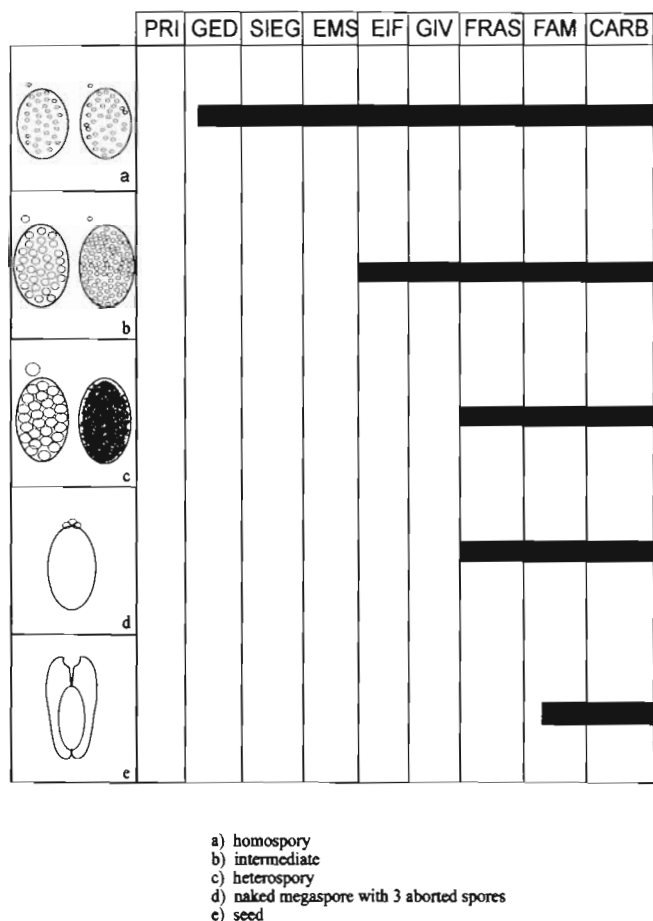 PRI GED SIEG EMS EIF GIV FRAS FAM CARB
a
b
c
d
e
a) homospory
b) intermediate
c) heterospory
d) naked megaspore with 3 aborted spores
e) seed